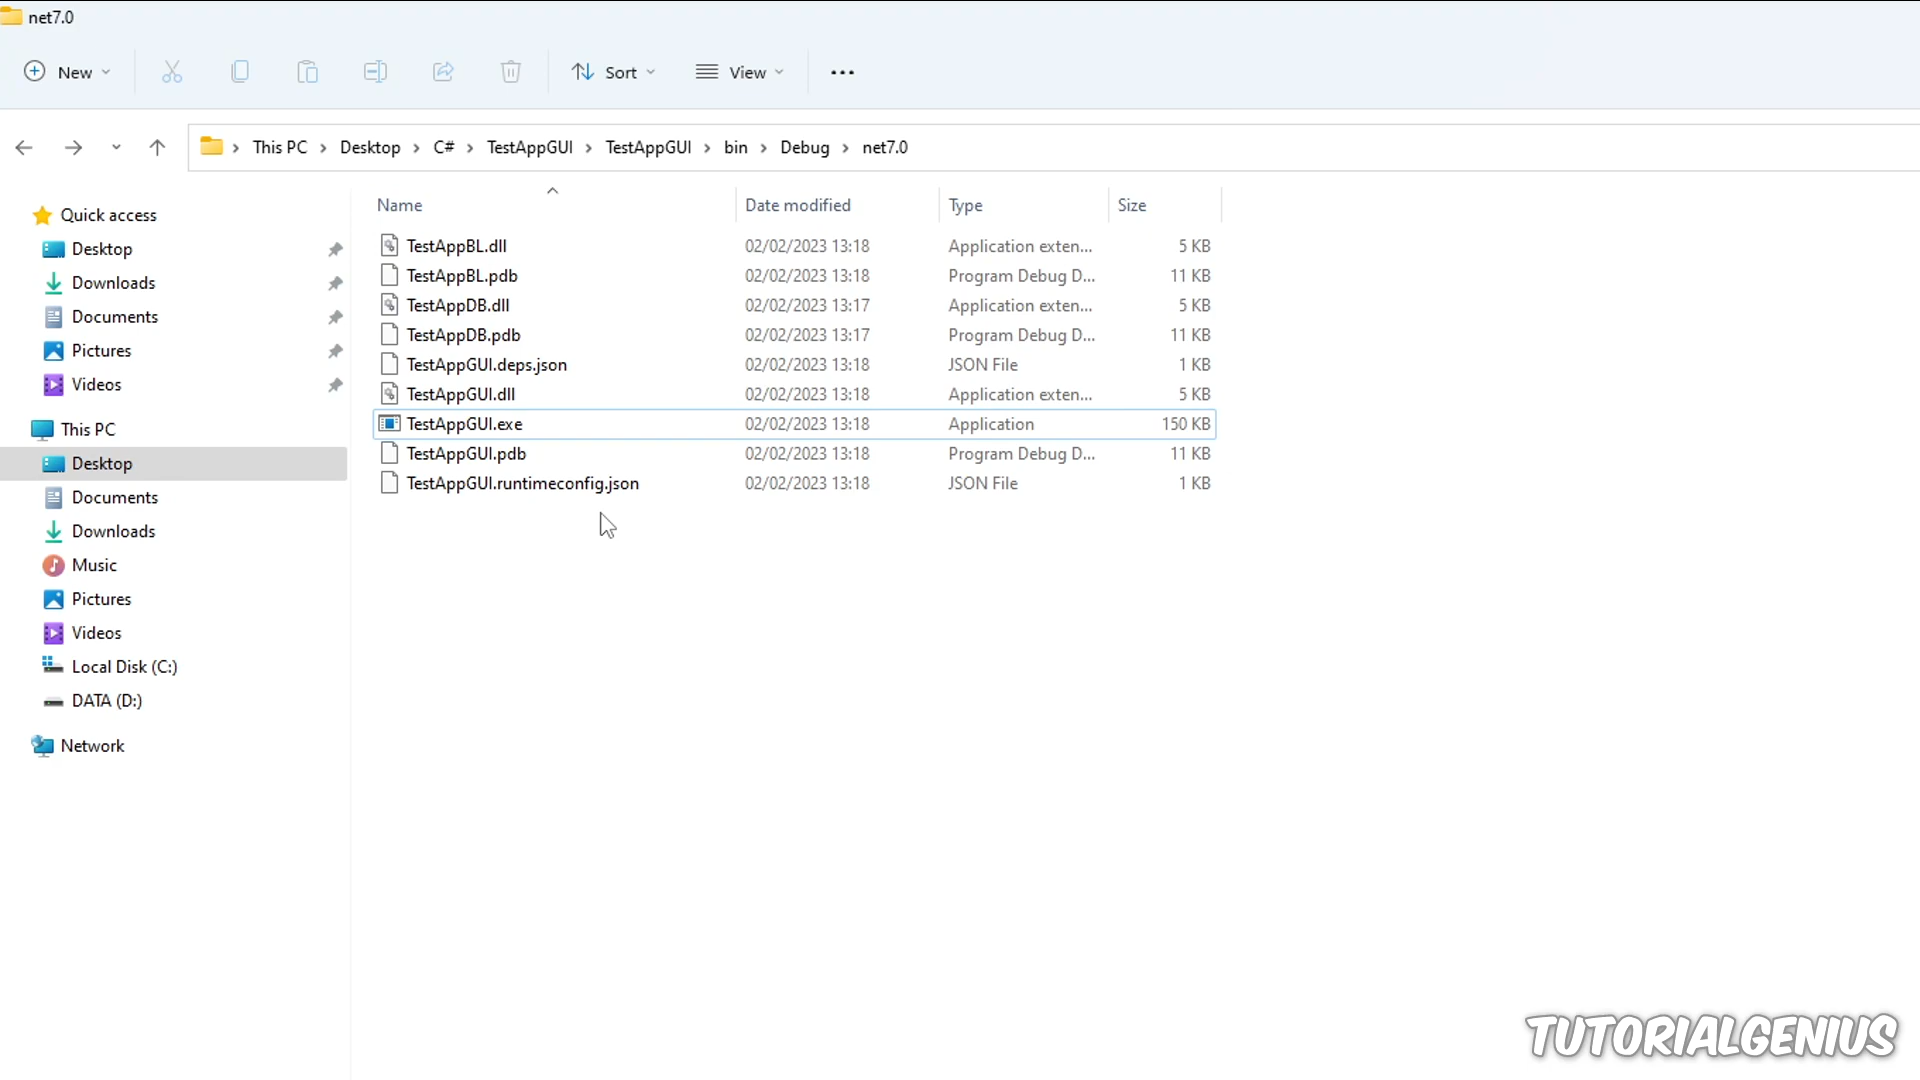 net7.0
New
Sort
View
This PC
Desktop
C#
TestAppGUI
TestAppGUI
bin
Debug
net7.0
Quick access
Desktop
Downloads
Documents
Pictures
Videos
This PC
Desktop
Documents
Downloads
Music
Pictures
Videos
Local Disk (C:)
DATA (D:)
Network
Name Date modified Type Size
TestAppBL.dll 02/02/2023 13:18 Application exten... 5 KB
TestAppBL.pdb 02/02/2023 13:18 Program Debug D... 11 KB
TestAppDB.dll 02/02/2023 13:17 Application exten... 5 KB
TestAppDB.pdb 02/02/2023 13:17 Program Debug D... 11 KB
TestAppGUI.deps.json 02/02/2023 13:18 JSON File 1 KB
TestAppGUI.dll 02/02/2023 13:18 Application exten... 5 KB
TestAppGUI.exe 02/02/2023 13:18 Application 150 KB
TestAppGUI.pdb 02/02/2023 13:18 Program Debug D... 11 KB
TestAppGUI.runtimeconfig.json 02/02/2023 13:18 JSON File 1 KB
TUTORIALGENIUS